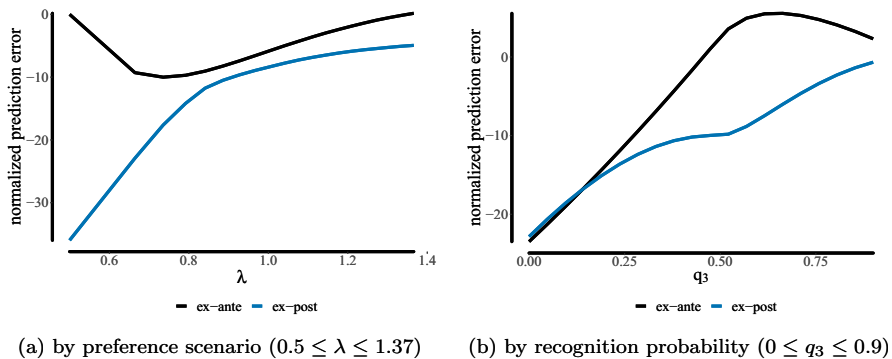 normalized prediction error
0
−10
−20
−30
0.6 0.8 1.0 1.2 1.4
λ
ex−ante ex−post
(a) by preference scenario (0.5 ≤ λ ≤ 1.37)
normalized prediction error
0
−10
−20
0.00 0.25 0.50 0.75
q₃
ex−ante ex−post
(b) by recognition probability (0 ≤ q₃ ≤ 0.9)